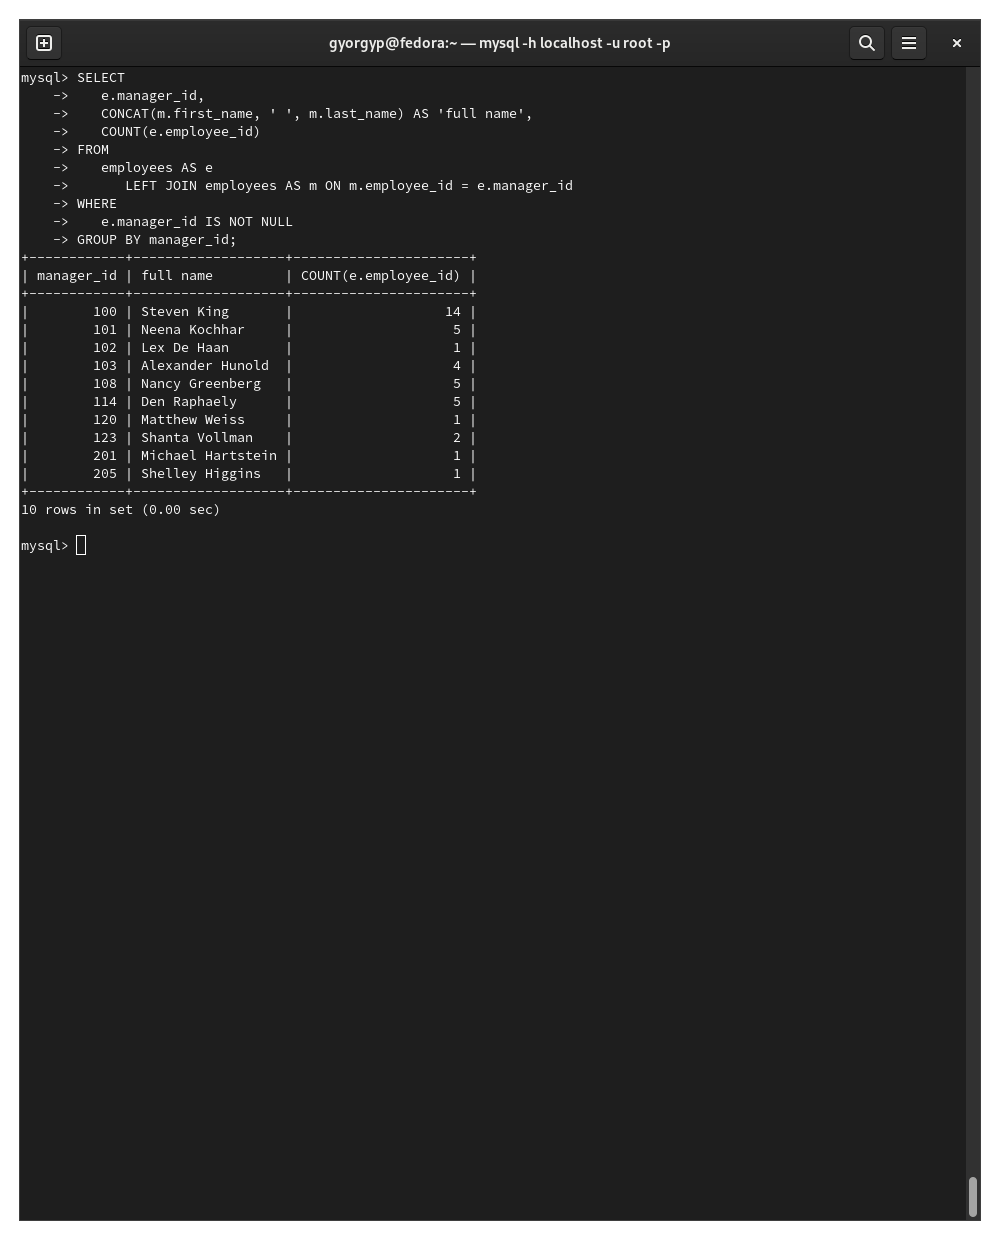 gyorgyp@fedora:~ — mysql -h localhost -u root -p
mysql> SELECT
    ->    e.manager_id,
    ->    CONCAT(m.first_name, ' ', m.last_name) AS 'full name',
    ->    COUNT(e.employee_id)
    -> FROM
    ->    employees AS e
    ->       LEFT JOIN employees AS m ON m.employee_id = e.manager_id
    -> WHERE
    ->    e.manager_id IS NOT NULL
    -> GROUP BY manager_id;
+------------+-------------------+----------------------+
| manager_id | full name         | COUNT(e.employee_id) |
+------------+-------------------+----------------------+
|        100 | Steven King       |                   14 |
|        101 | Neena Kochhar     |                    5 |
|        102 | Lex De Haan       |                    1 |
|        103 | Alexander Hunold  |                    4 |
|        108 | Nancy Greenberg   |                    5 |
|        114 | Den Raphaely      |                    5 |
|        120 | Matthew Weiss     |                    1 |
|        123 | Shanta Vollman    |                    2 |
|        201 | Michael Hartstein |                    1 |
|        205 | Shelley Higgins   |                    1 |
+------------+-------------------+----------------------+
10 rows in set (0.00 sec)
mysql>